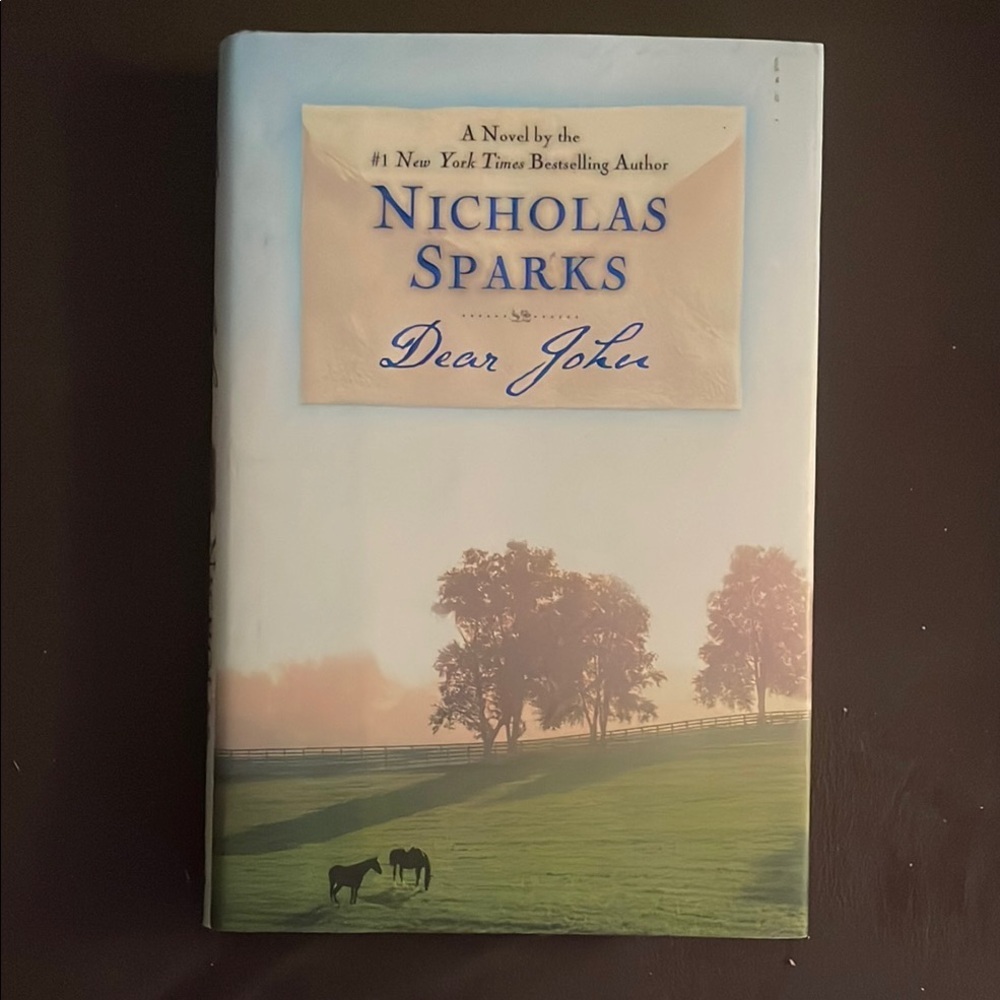 A Novel by the
#1 New York Times Bestselling Author
NICHOLAS
SPARKS
Dear John